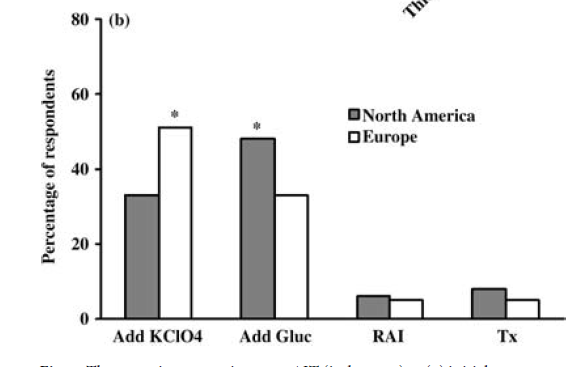 (b)
80
60
40
20
0
Percentage of respondents
*
*
North America
Europe
Add KClO4
Add Gluc
RAI
Tx